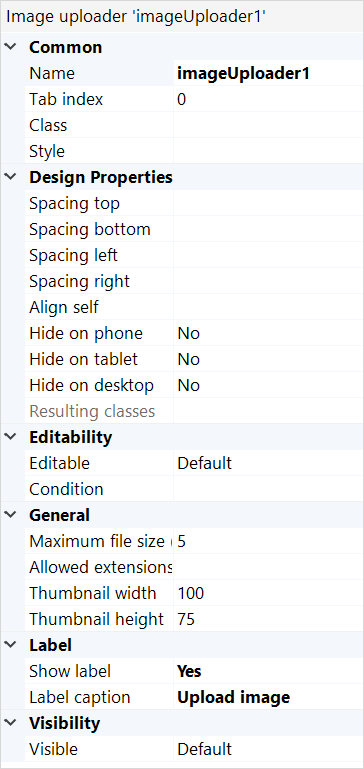 Image uploader 'imageUploader1'
Common
Name imageUploader1
Tab index 0
Class
Style
Design Properties
Spacing top
Spacing bottom
Spacing left
Spacing right
Align self
Hide on phone No
Hide on tablet No
Hide on desktop No
Resulting classes
Editability
Editable Default
Condition
General
Maximum file size ( 5
Allowed extensions
Thumbnail width 100
Thumbnail height 75
Label
Show label Yes
Label caption Upload image
Visibility
Visible Default